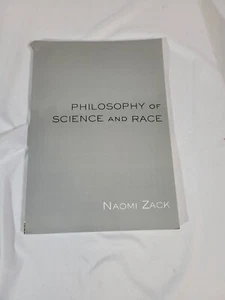 PHILOSOPHY OF
SCIENCE AND RACE
NAOMI ZACK